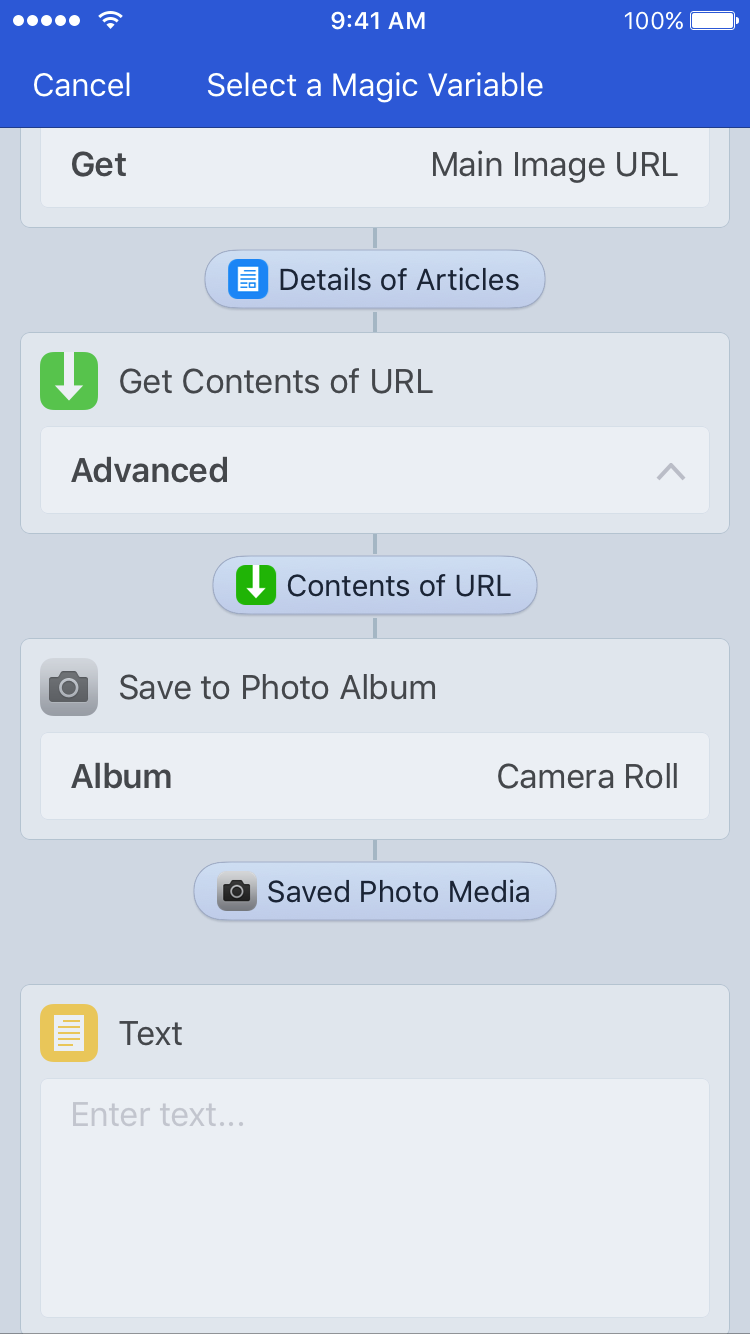 9:41 AM 100%
Cancel Select a Magic Variable
Get Main Image URL
Details of Articles
Get Contents of URL
Advanced
Contents of URL
Save to Photo Album
Album Camera Roll
Saved Photo Media
Text
Enter text...